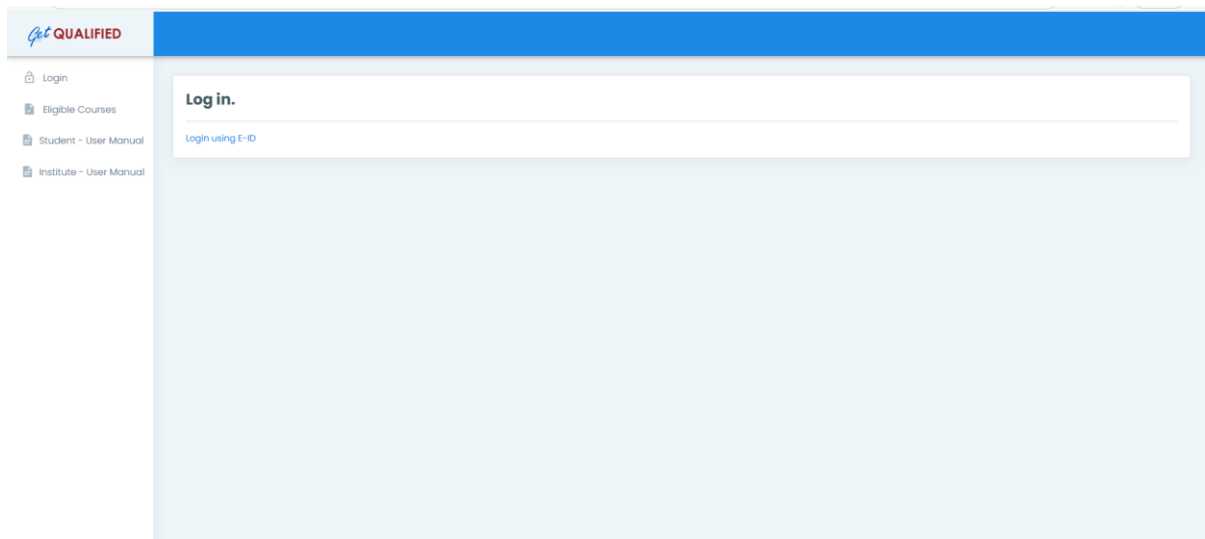 Get QUALIFIED
Login
Eligible Courses
Student - User Manual
Institute - User Manual
Log in.
Login using E-ID